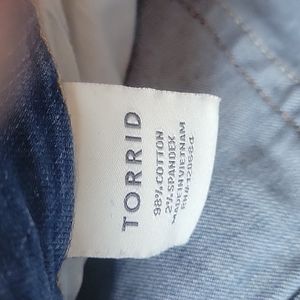 TORRID
98% COTTON
2% SPANDEX
MADE IN VIETNAM